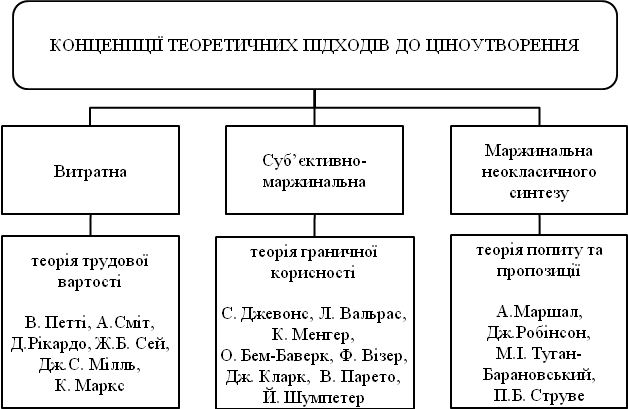 КОНЦЕПЦІЇ ТЕОРЕТИЧНИХ ПІДХОДІВ ДО ЦІНОУТВОРЕННЯ
Витратна
Суб’єктивно-
маржинальна
Маржинальна
неокласичного
синтезу
теорія трудової
вартості
В. Петті, А.Сміт,
Д.Рікардо, Ж.Б. Сей,
Дж.С. Мілль,
К. Маркс
теорія граничної
корисності
С. Джевонс, Л. Вальрас,
К. Менгер,
О. Бем-Баверк, Ф. Візер,
Дж. Кларк, В. Парето,
Й. Шумпетер
теорія попиту та
пропозиції
А.Маршал,
Дж.Робінсон,
М.І. Туган-
Барановський,
П.Б. Струве